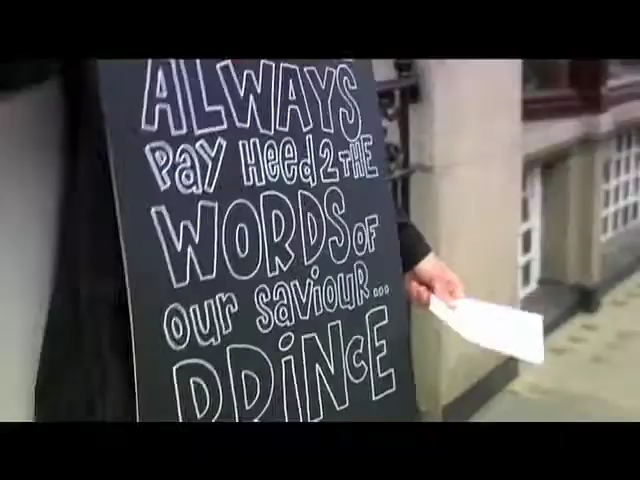 ALWAYS
PAY HEED 2 THE
WORDS OF
OUR SAVIOUR...
PRINCE